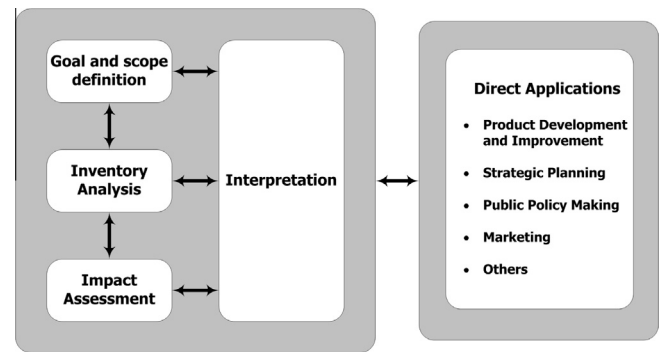 Goal and scope
definition
Inventory
Analysis
Impact
Assessment
Interpretation
Direct Applications
• Product Development
and Improvement
• Strategic Planning
• Public Policy Making
• Marketing
• Others